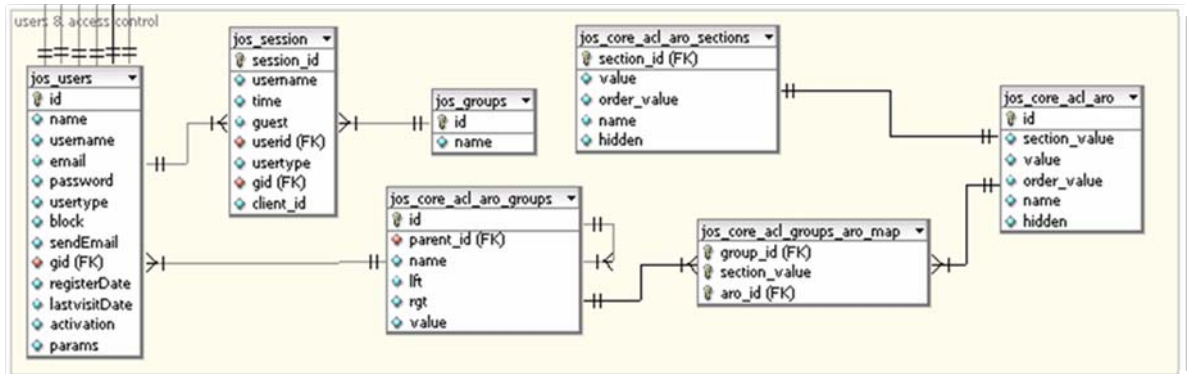 users & access control
jos_users
id
name
username
email
password
usertype
block
sendEmail
gid (FK)
registerDate
lastvisitDate
activation
params
jos_session
session_id
username
time
guest
userid (FK)
usertype
gid (FK)
client_id
jos_groups
id
name
jos_core_acl_aro_groups
id
parent_id (FK)
name
lft
rgt
value
jos_core_acl_aro_sections
section_id (FK)
value
order_value
name
hidden
jos_core_acl_groups_aro_map
group_id (FK)
section_value
aro_id (FK)
jos_core_acl_aro
id
section_value
value
order_value
name
hidden